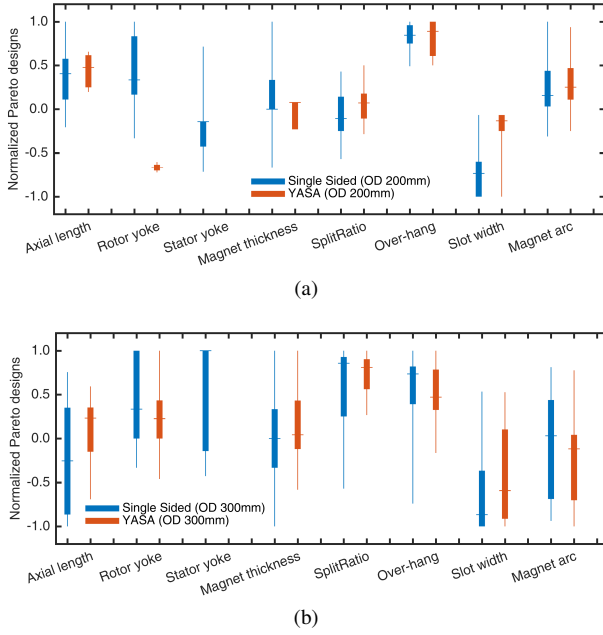 Normalized Pareto designs
1.0
0.5
0.0
-0.5
-1.0
Single Sided (OD 200mm)
YASA (OD 200mm)
Axial length
Rotor yoke
Stator yoke
Magnet thickness
SplitRatio
Over-hang
Slot width
Magnet arc
(a)
Normalized Pareto designs
1.0
0.5
0.0
-0.5
-1.0
Single Sided (OD 300mm)
YASA (OD 300mm)
Axial length
Rotor yoke
Stator yoke
Magnet thickness
SplitRatio
Over-hang
Slot width
Magnet arc
(b)